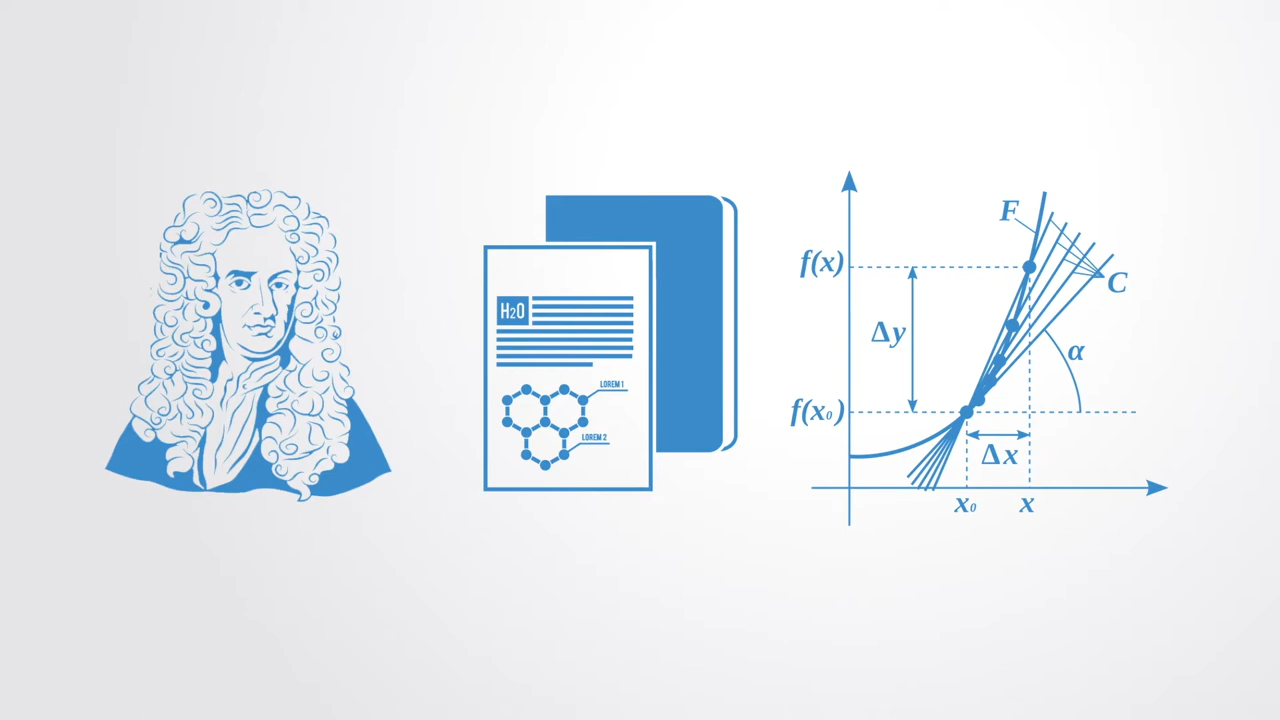 H2O
LOREM 1
LOREM 2
F
f(x)
C
Δy
α
f(x₀)
Δx
x₀
x